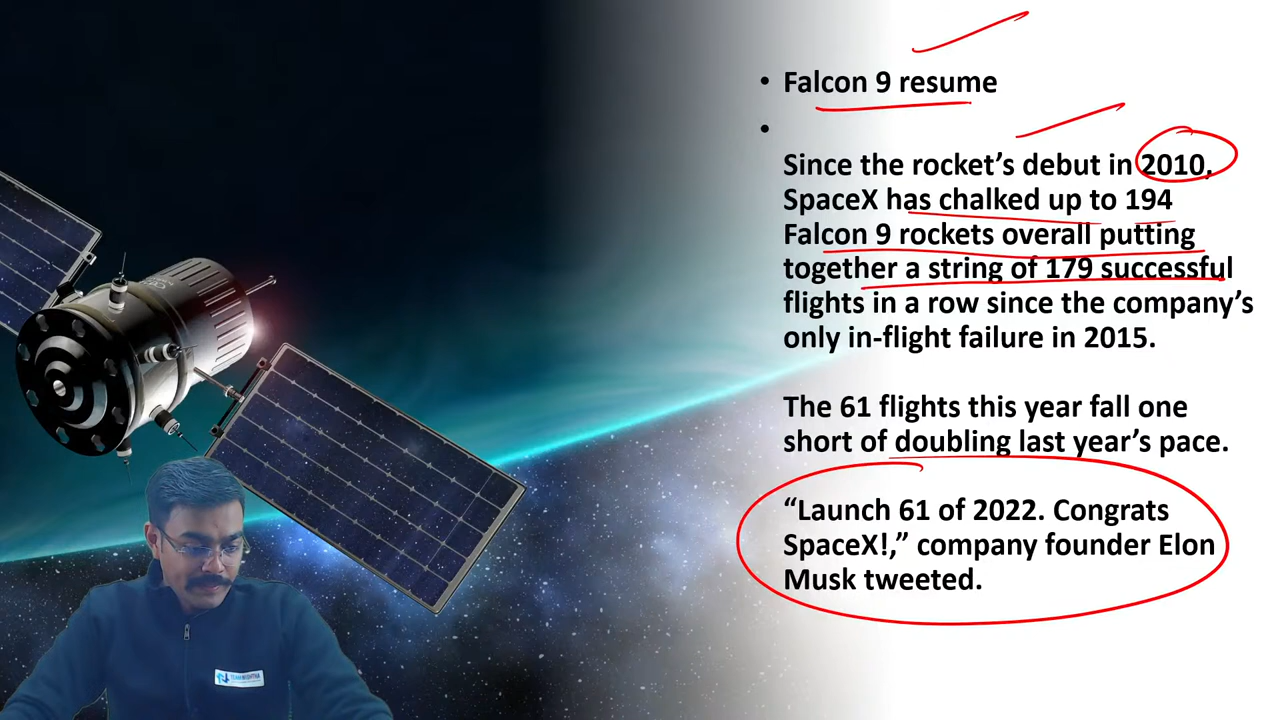 • Falcon 9 resume
•
Since the rocket’s debut in 2010,
SpaceX has chalked up to 194
Falcon 9 rockets overall putting
together a string of 179 successful
flights in a row since the company’s
only in-flight failure in 2015.
The 61 flights this year fall one
short of doubling last year’s pace.
“Launch 61 of 2022. Congrats
SpaceX!,” company founder Elon
Musk tweeted.
TEAMNISHTHA